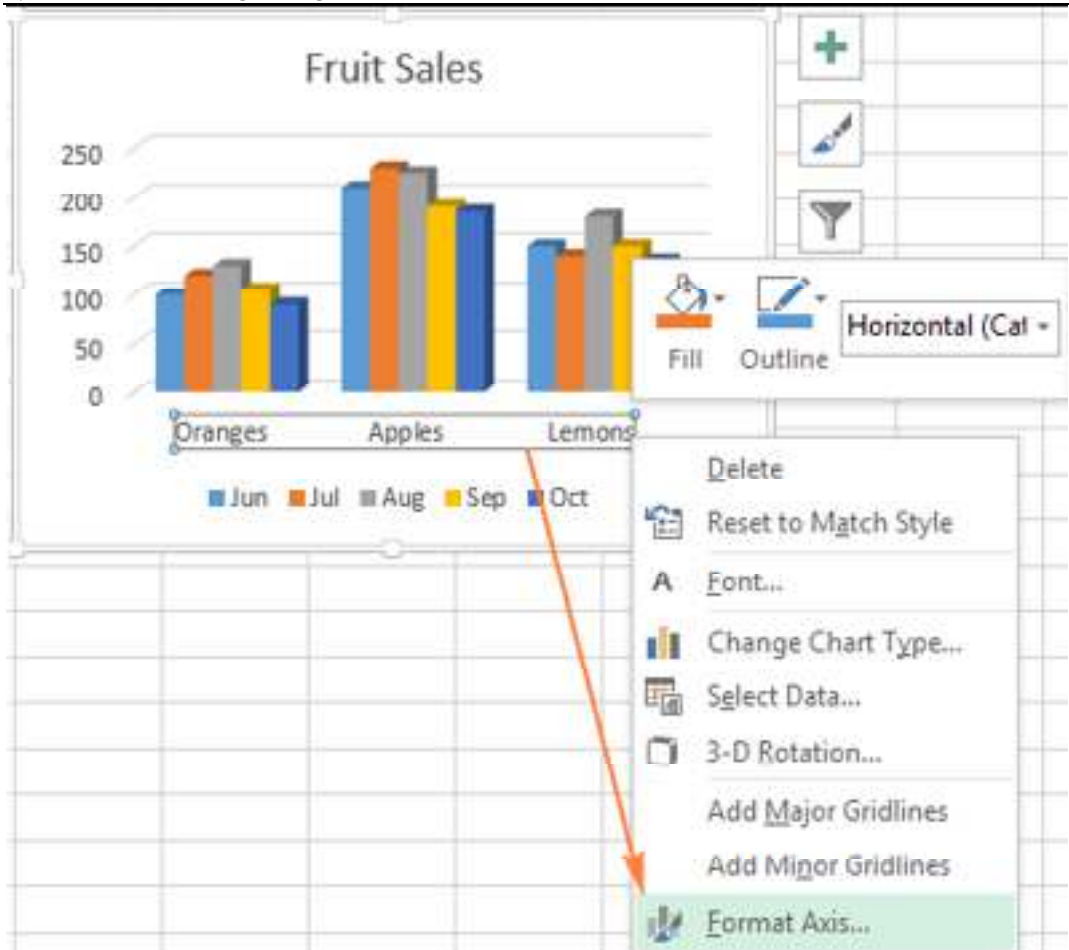 Fruit Sales
250
200
150
100
50
0
Oranges Apples Lemons
Jun Jul Aug Sep Oct
Fill Outline
Horizontal (Cat
Delete
Reset to Match Style
A Font...
Change Chart Type...
Select Data...
3-D Rotation...
Add Major Gridlines
Add Minor Gridlines
Format Axis...